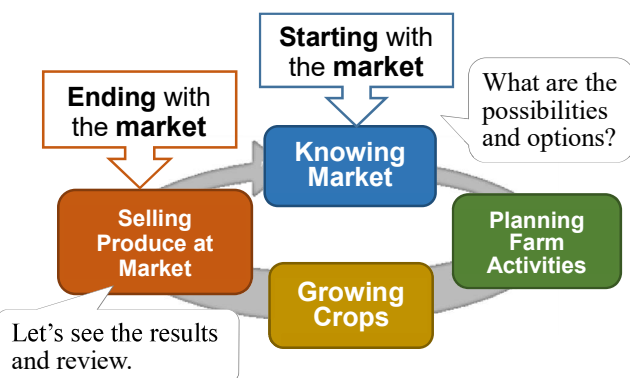 Starting with
the market
Ending with
the market
What are the
possibilities
and options?
Knowing
Market
Planning
Farm
Activities
Growing
Crops
Selling
Produce at
Market
Let’s see the results
and review.